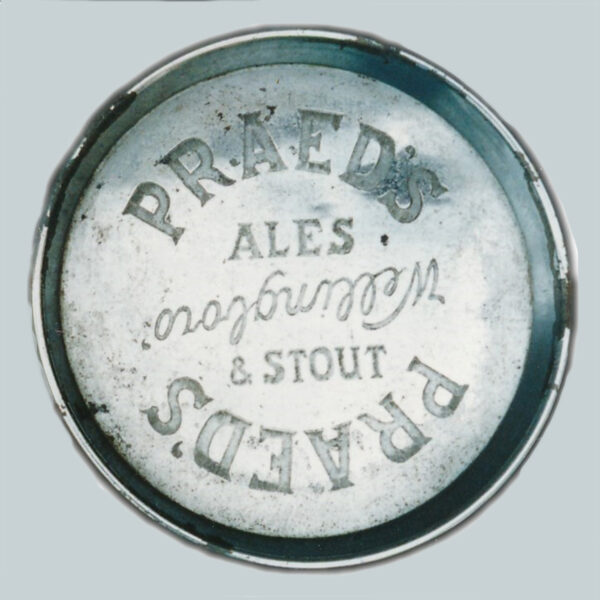 PRAED'S
ALES
Wellingboro'
& STOUT
PRAED'S